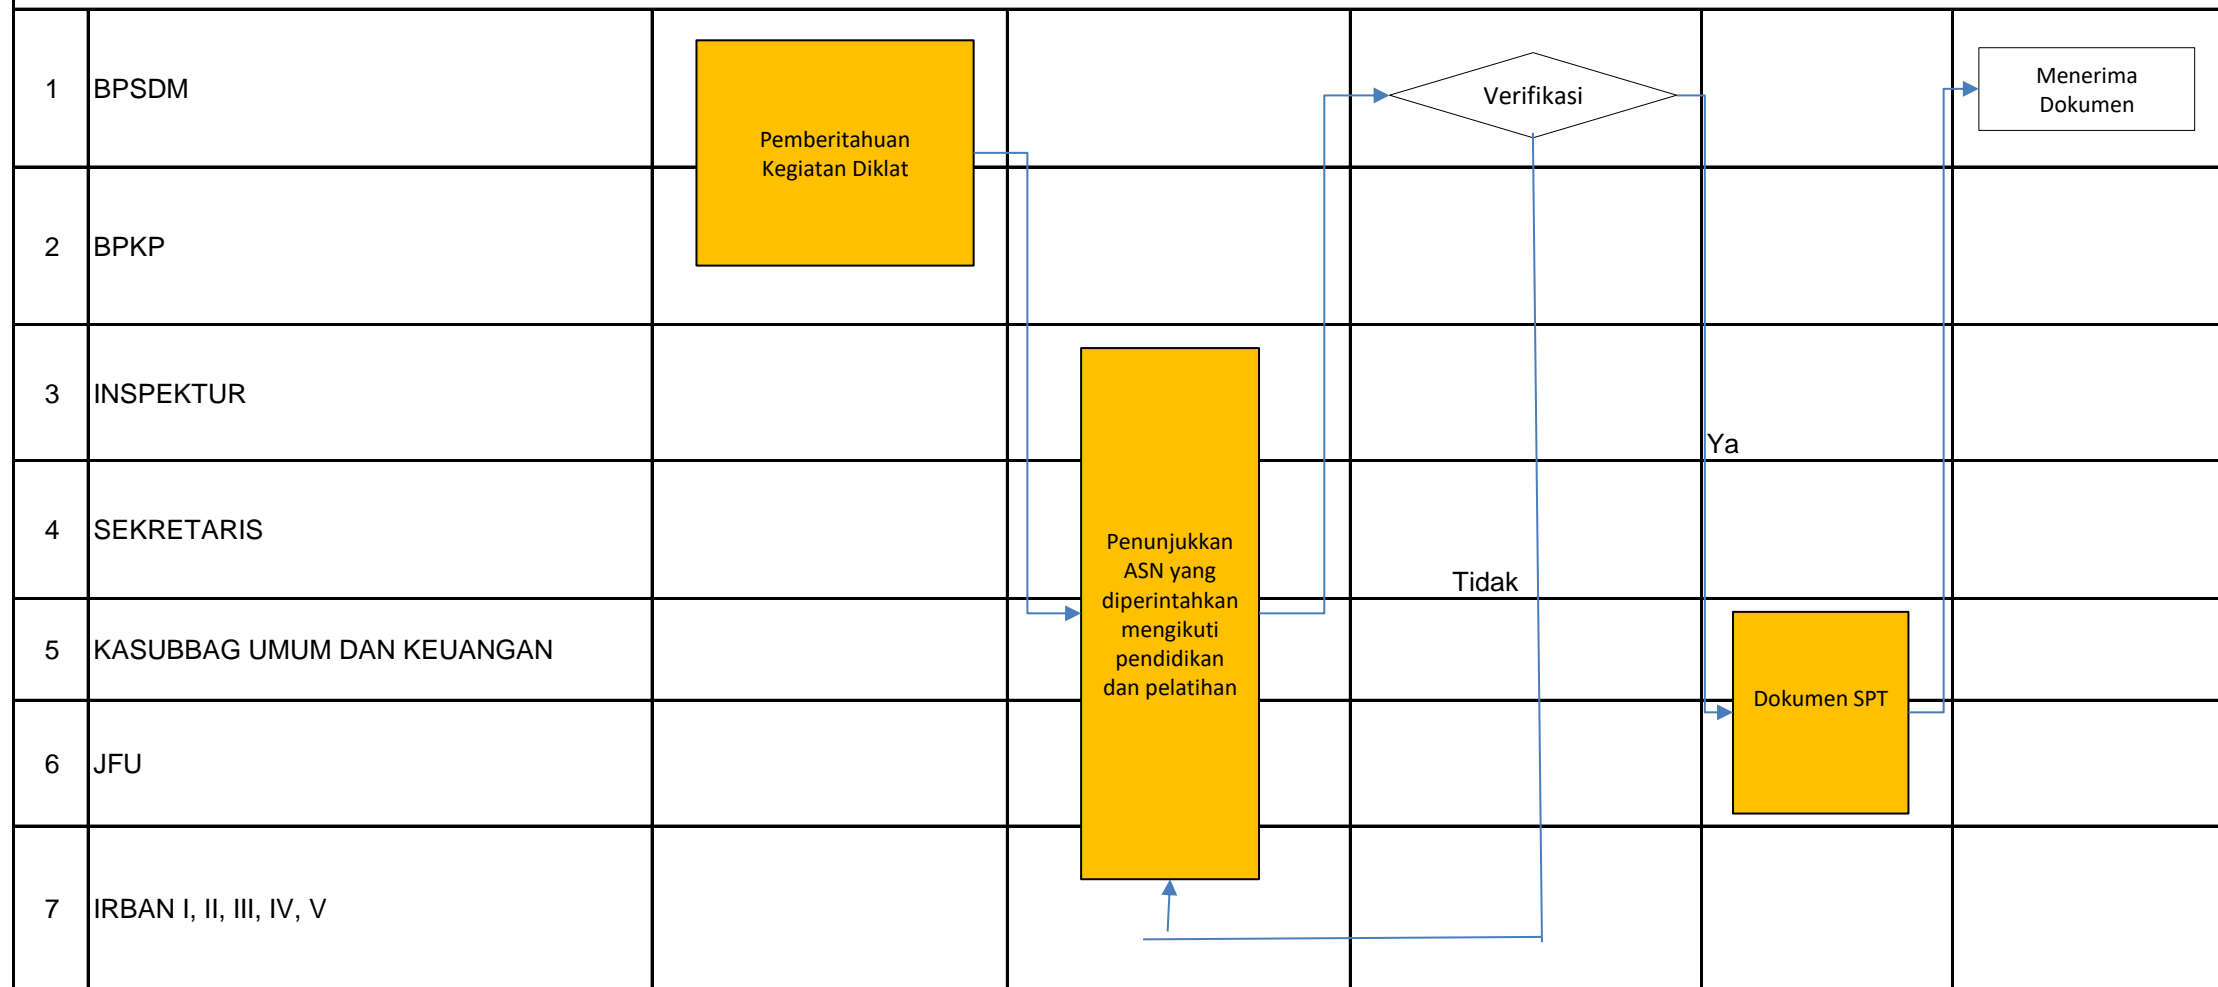 1 BPSDM
Pemberitahuan
Kegiatan Diklat
Verifikasi
Menerima
Dokumen
2 BPKP
3 INSPEKTUR
Ya
4 SEKRETARIS
Penunjukkan
ASN yang
diperintahkan
mengikuti
pendidikan
dan pelatihan
Tidak
5 KASUBBAG UMUM DAN KEUANGAN
Dokumen SPT
6 JFU
7 IRBAN I, II, III, IV, V